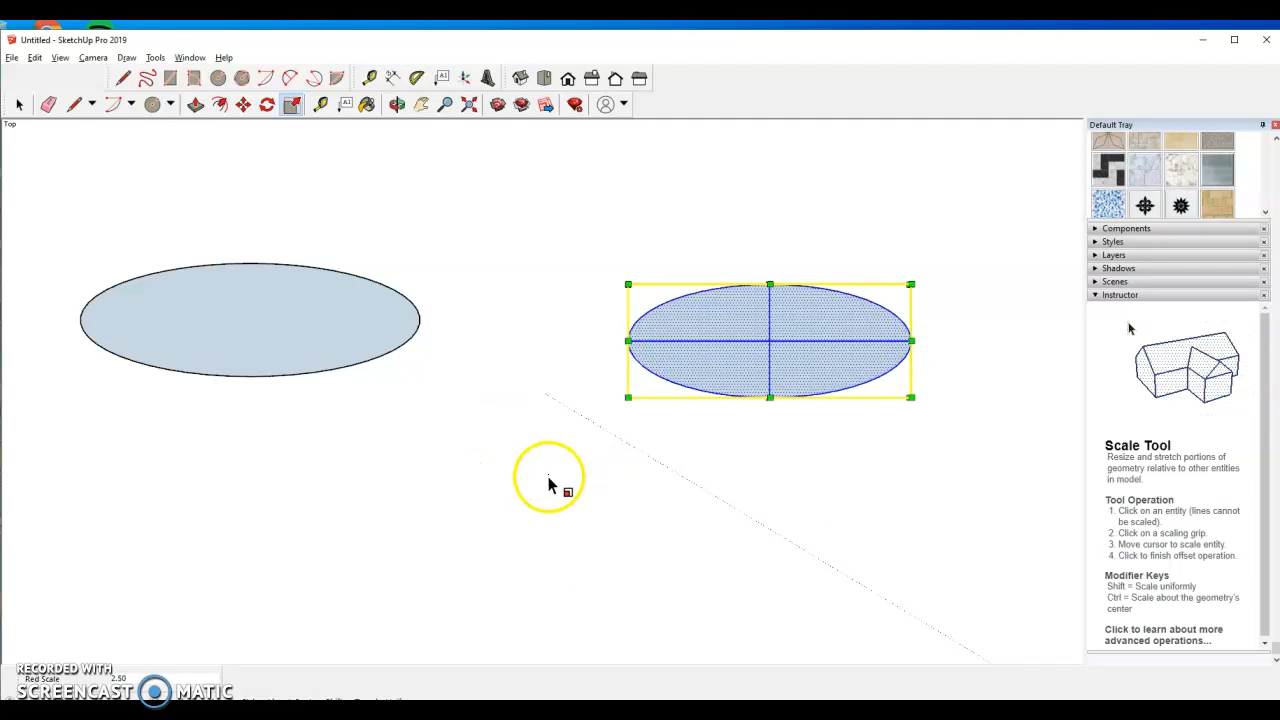 Untitled - SketchUp Pro 2019
File Edit View Camera Draw Tools Window Help
A1
A1
Top
Default Tray
Components
Styles
Layers
Shadows
Scenes
Instructor
Scale Tool
Resize and stretch portions of
geometry relative to other entities
in model.
Tool Operation
1. Click on an entity (lines cannot
be scaled).
2. Click on a scaling grip.
3. Move cursor to scale entity.
4. Click to finish offset operation.
Modifier Keys
Shift = Scale uniformly
Ctrl = Scale about the geometry's
center
Click to learn about more
advanced operations...
RECORDED WITH
Red Scale 2.50
SCREENCAST MATIC